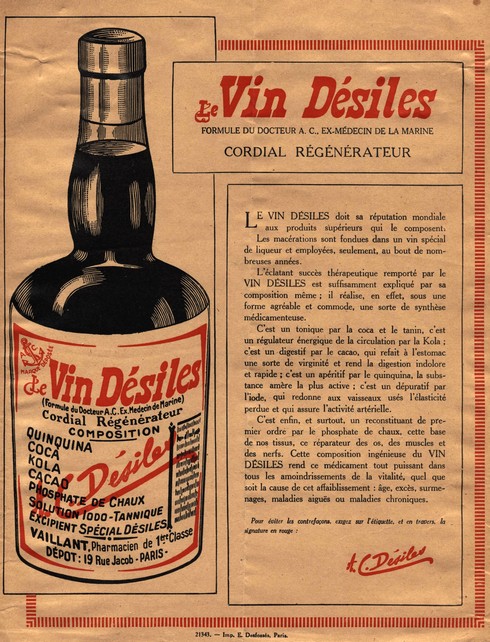 Le Vin Désiles
FORMULE DU DOCTEUR A. C., EX-MÉDECIN DE LA MARINE
CORDIAL RÉGÉNÉRATEUR
LE VIN DÉSILES doit sa réputation mondiale
aux produits supérieurs qui le composent.
Les macérations sont fondues dans un vin spécial
de liqueur et employées, seulement, au bout de nom-
breuses années.
L'éclatant succès thérapeutique remporté par le
VIN DÉSILES est suffisamment expliqué par sa
composition même ; il réalise, en effet, sous une
forme agréable et commode, une sorte de synthèse
médicamenteuse.
C'est un tonique par la coca et le tanin, c'est
un régulateur énergique de la circulation par la Kola ;
c'est un digestif par le cacao, qui refait à l'estomac
une sorte de virginité et rend la digestion indolore
et rapide ; c'est un apéritif par le quinquina, la subs-
tance amère la plus active ; c'est un dépuratif par
l'iode, qui redonne aux vaisseaux usés l'élasticité
perdue et qui assure l'activité artérielle.
C'est enfin, et surtout, un reconstituant de pre-
mier ordre par le phosphate de chaux, cette base
de nos tissus, ce réparateur des os, des muscles et
des nerfs. Cette composition ingénieuse du VIN
DÉSILES rend ce médicament tout puissant dans
tous les amoindrissements de la vitalité, quel que
soit la cause de cet affaiblissement : âge, excès, surme-
nages, maladies aiguës ou maladies chroniques.
Pour éviter les contrefaçons, exigez sur l'étiquette, et en travers, la
signature en rouge :
A. C. Désiles
MARQUE DÉPOSÉE
Le Vin Désiles
(Formule du Docteur A.C. Ex. Médecin de Marine)
Cordial Régénérateur
COMPOSITION
QUINQUINA
COCA
KOLA
CACAO
PHOSPHATE DE CHAUX
SOLUTION IODO-TANNIQUE
EXCIPIENT SPÉCIAL DÉSILES
Désiles
VAILLANT, Pharmacien de 1ère Classe
DÉPOT: 19 Rue Jacob - PARIS -
21543. — Imp. E. Desfossés, Paris.